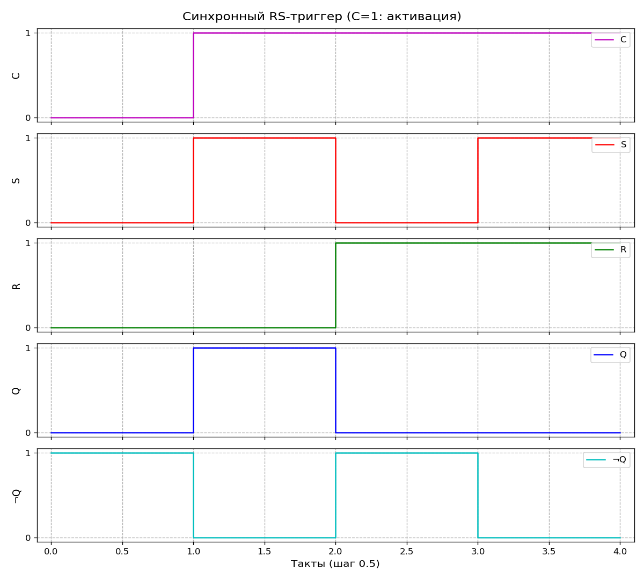 Синхронный RS-триггер (C=1: активация)
1
0
C
C
1
0
S
S
1
0
R
R
1
0
Q
Q
1
0
¬Q
¬Q
0.0 0.5 1.0 1.5 2.0 2.5 3.0 3.5 4.0
Такты (шаг 0.5)